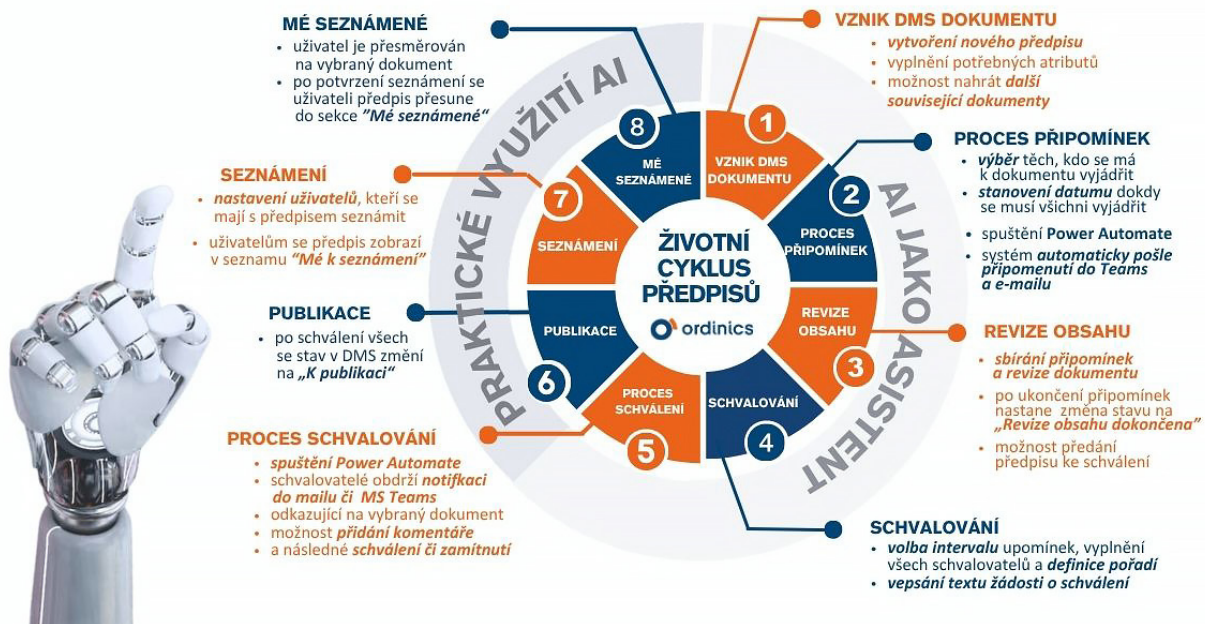 MÉ SEZNÁMENÉ
• uživatel je přesměrován
na vybraný dokument
• po potvrzení seznámení se
uživateli předpis přesune
do sekce "Mé seznámené“
VZNIK DMS DOKUMENTU
• vytvoření nového předpisu
• vyplnění potřebných atributů
• možnost nahrát další
související dokumenty
PROCES PŘIPOMÍNEK
• výběr těch, kdo se má
k dokumentu vyjádřit
• stanovení datumu dokdy
se musí všichni vyjádřit
• spuštění Power Automate
• systém automaticky pošle
připomenutí do Teams
a e-mailu
SEZNÁMENÍ
• nastavení uživatelů, kteří se
mají s předpisem seznámit
• uživatelům se předpis zobrazí
v seznamu "Mé k seznámení"
PUBLIKACE
• po schválení všech
se stav v DMS změní
na „K publikaci“
REVIZE OBSAHU
• sbírání připomínek
a revize dokumentu
• po ukončení připomínek
nastane změna stavu na
„Revize obsahu dokončena”
• možnost předání
předpisu ke schválení
PROCES SCHVALOVÁNÍ
• spuštění Power Automate
• schvalovatelé obdrží notifkaci
do mailu či MS Teams
• odkazující na vybraný dokument
• možnost přidání komentáře
• a následné schválení či zamítnutí
SCHVALOVÁNÍ
• volba intervalu upomínek, vyplnění
všech schvalovatelů a definice pořadí
• vepsání textu žádosti o schválení
PRAKTICKÉ VYUŽITÍ AI
AI JAKO ASISTENT
1
VZNIK DMS
DOKUMENTU
2
PROCES
PŘIPOMÍNEK
REVIZE
OBSAHU
3
SCHVALOVÁNÍ
4
PROCES
SCHVÁLENÍ
5
PUBLIKACE
6
7
SEZNÁMENÍ
8
MÉ
SEZNÁMENÉ
ŽIVOTNÍ
CYKLUS
PŘEDPISŮ
ordinics